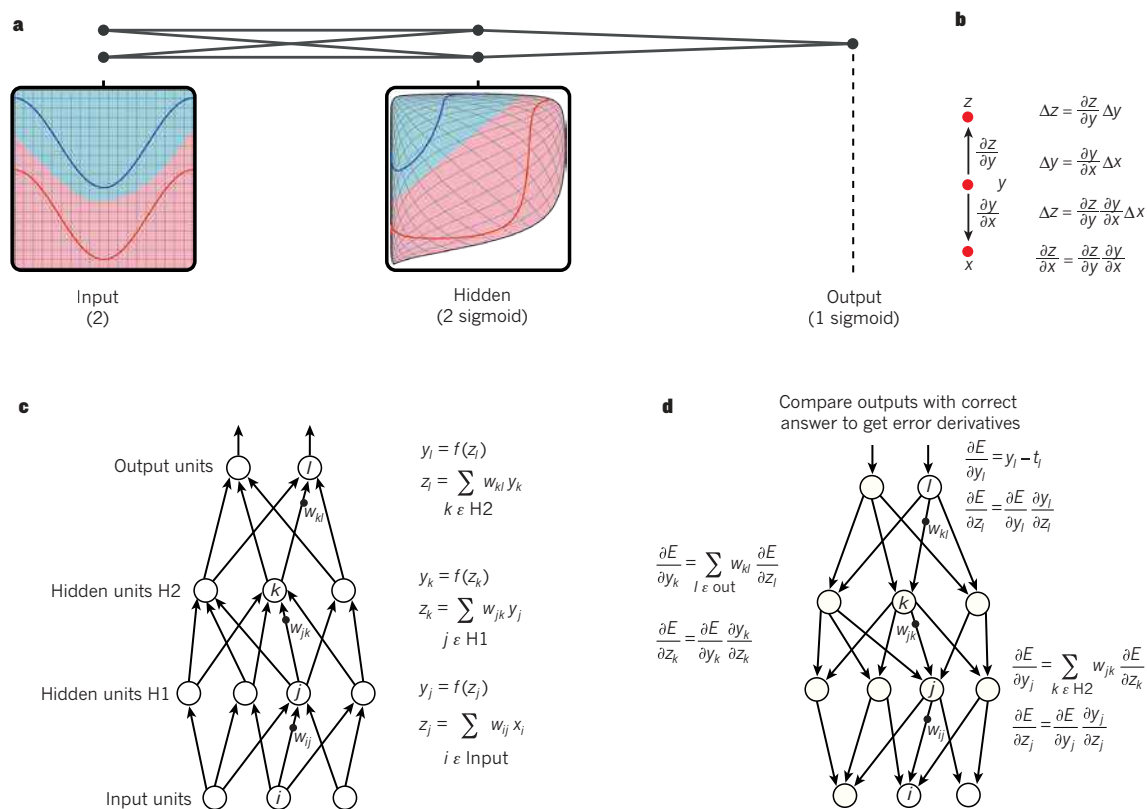 a
Input
(2)
Hidden
(2 sigmoid)
Output
(1 sigmoid)
b
z
∂z/∂y
y
∂y/∂x
x
Δz = ∂z/∂y Δy
Δy = ∂y/∂x Δx
Δz = ∂z/∂y ∂y/∂x Δx
∂z/∂x = ∂z/∂y ∂y/∂x
c
Output units
l
w_kl
Hidden units H2
k
w_jk
Hidden units H1
j
w_ij
Input units
i
y_l = f(z_l)
z_l = ∑ w_kl y_k
k ε H2
y_k = f(z_k)
z_k = ∑ w_jk y_j
j ε H1
y_j = f(z_j)
z_j = ∑ w_ij x_i
i ε Input
d
Compare outputs with correct
answer to get error derivatives
∂E/∂y_l = y_l – t_l
∂E/∂z_l = ∂E/∂y_l ∂y_l/∂z_l
l
w_kl
∂E/∂y_k = ∑ w_kl ∂E/∂z_l
l ε out
∂E/∂z_k = ∂E/∂y_k ∂y_k/∂z_k
k
w_jk
∂E/∂y_j = ∑ w_jk ∂E/∂z_k
k ε H2
∂E/∂z_j = ∂E/∂y_j ∂y_j/∂z_j
j
w_ij
i